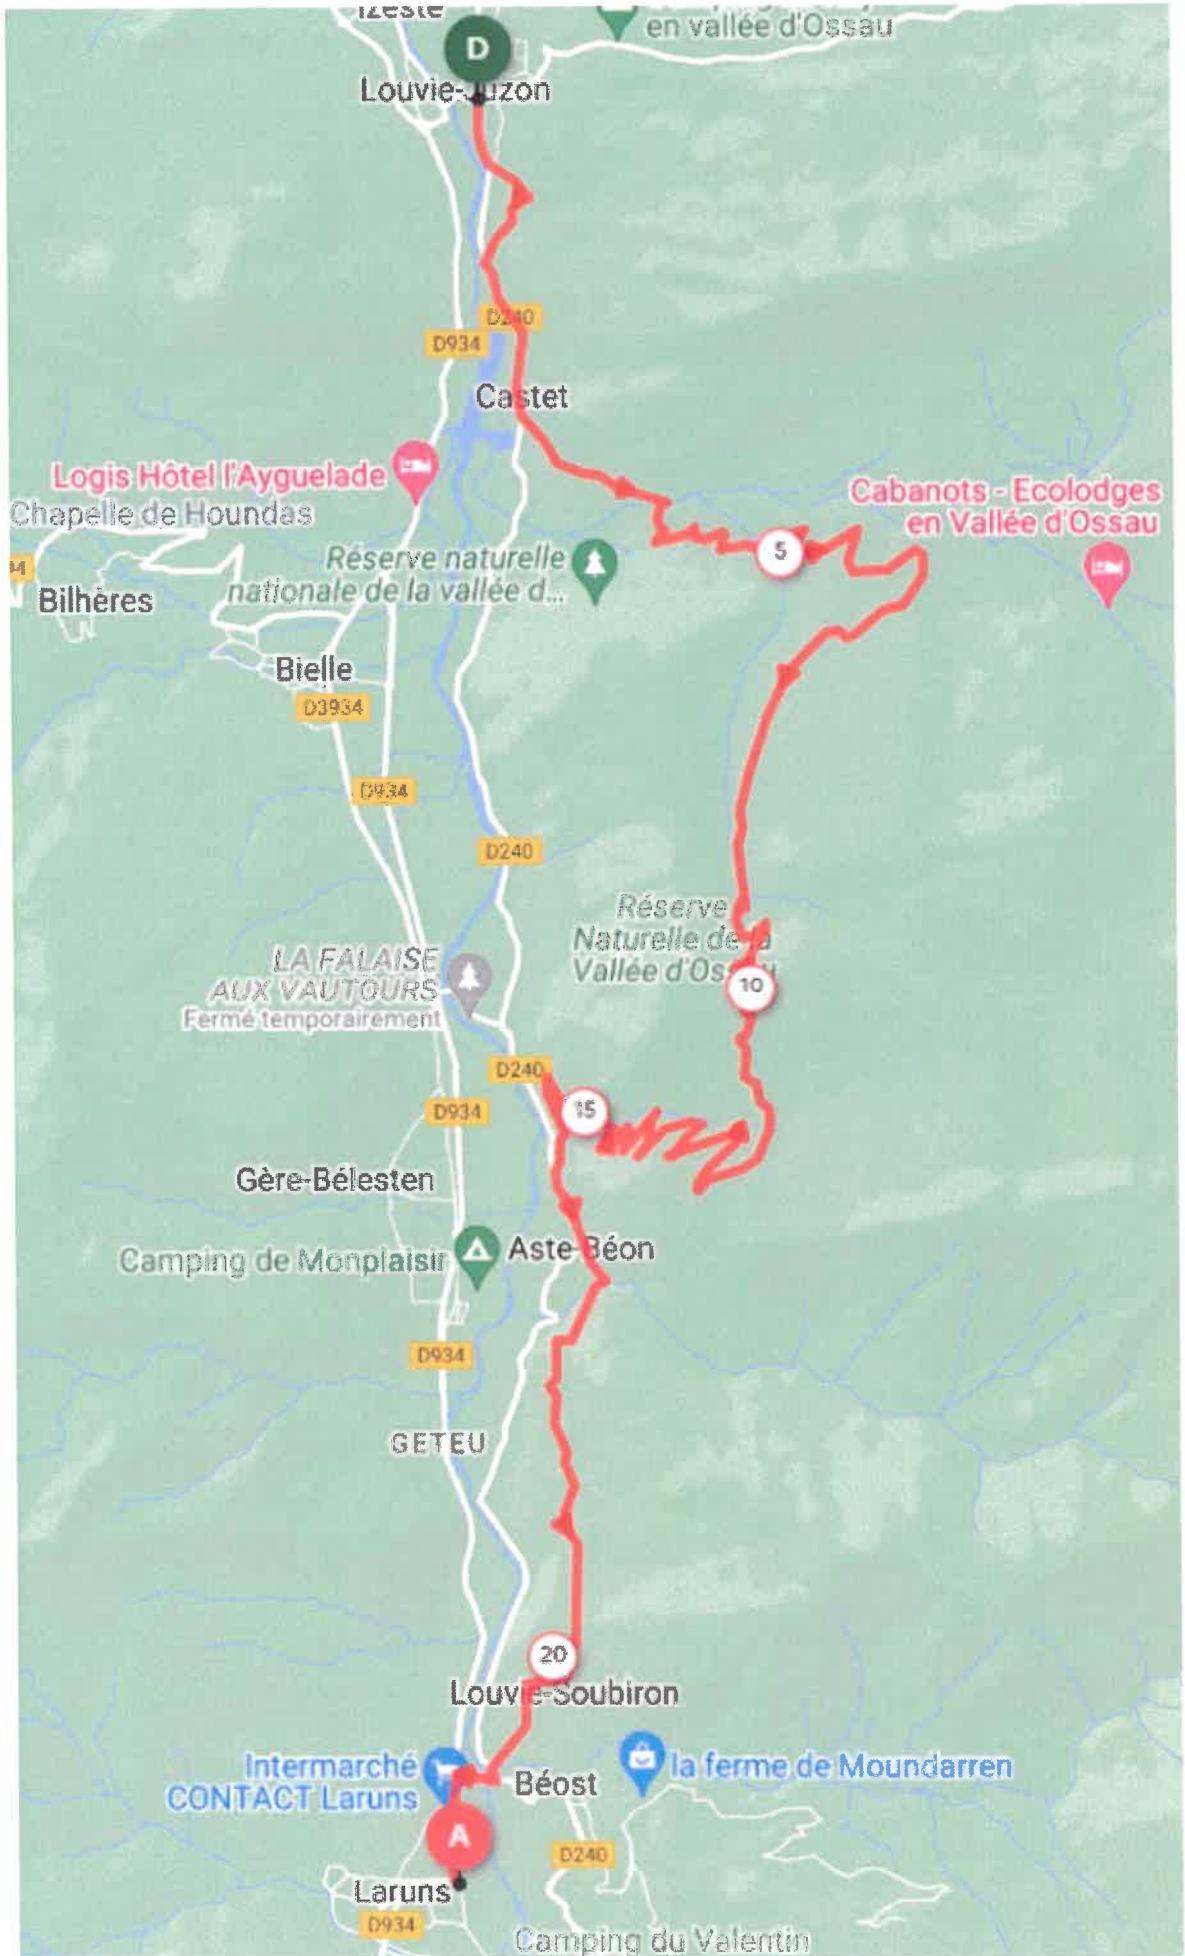 Izeste
en vallée d'Ossau
D
Louvie-Juzon
D240
D934
Castet
Logis Hôtel l'Ayguelade
Chapelle de Houndas
Cabanots - Ecolodges
en Vallée d'Ossau
5
Réserve naturelle
nationale de la vallée d...
Bilhères
Bielle
D3934
D934
D240
Réserve
Naturelle de la
Vallée d'Ossau
10
LA FALAISE
AUX VAUTOURS
Fermé temporairement
D240
15
D934
Gère-Bélesten
Camping de Monplaisir
Aste-Béon
D934
GETEU
20
Louvie-Soubiron
Intermarché
CONTACT Laruns
Béost
la ferme de Moundarren
A
D240
Laruns
D934
Camping du Valentin